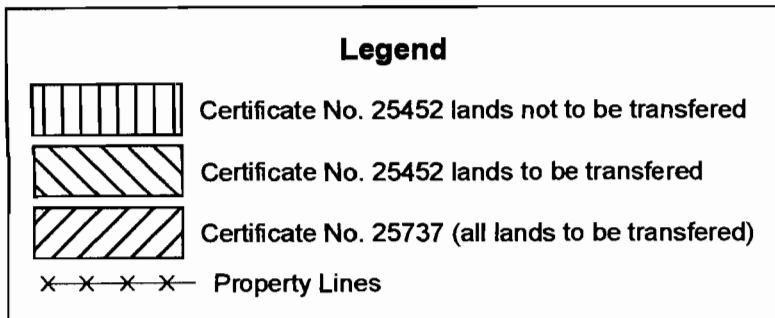 Legend
Certificate No. 25452 lands not to be transfered
Certificate No. 25452 lands to be transfered
Certificate No. 25737 (all lands to be transfered)
Property Lines